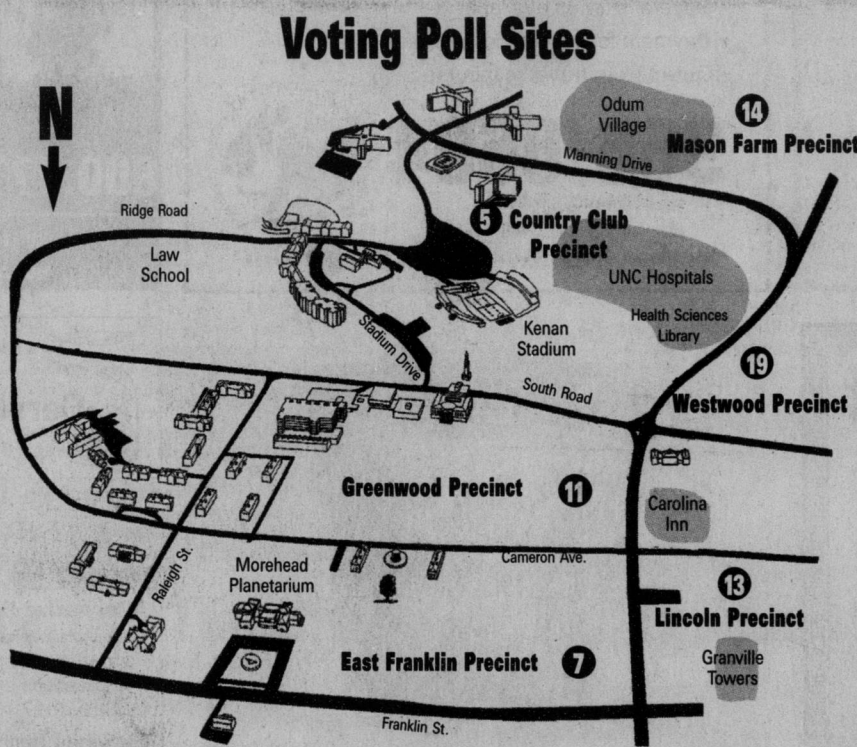 Voting Poll Sites
N
Odum
Village
14
Mason Farm Precinct
Manning Drive
Ridge Road
5 Country Club
Precinct
Law
School
UNC Hospitals
Health Sciences
Library
Kenan
Stadium
Stadium Drive
19
Westwood Precinct
South Road
Greenwood Precinct 11
Carolina
Inn
Cameron Ave.
Morehead
Planetarium
Raleigh St.
13
Lincoln Precinct
East Franklin Precinct 7
Granville
Towers
Franklin St.